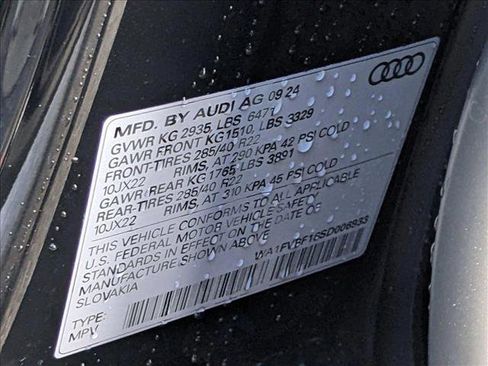 MFD. BY AUDI AG 09 24
GVWR KG 2935, LBS 6471
GAWR FRONT KG1510, LBS 3329
FRONT-TIRES 285/40 R22
10JX22 RIMS, AT 290 KPA 42 PSI COLD
GAWR REAR KG 1765 LBS 3891
REAR-TIRES 285/40 R22
10JX22 RIMS, AT 310 KPA 45 PSI COLD
THIS VEHICLE CONFORMS TO ALL APPLICABLE
U.S. FEDERAL MOTOR VEHICLE SAFETY
STANDARDS IN EFFECT ON THE DATE OF
MANUFACTURE SHOWN ABOVE.
SLOVAKIA
TYPE:
MPV